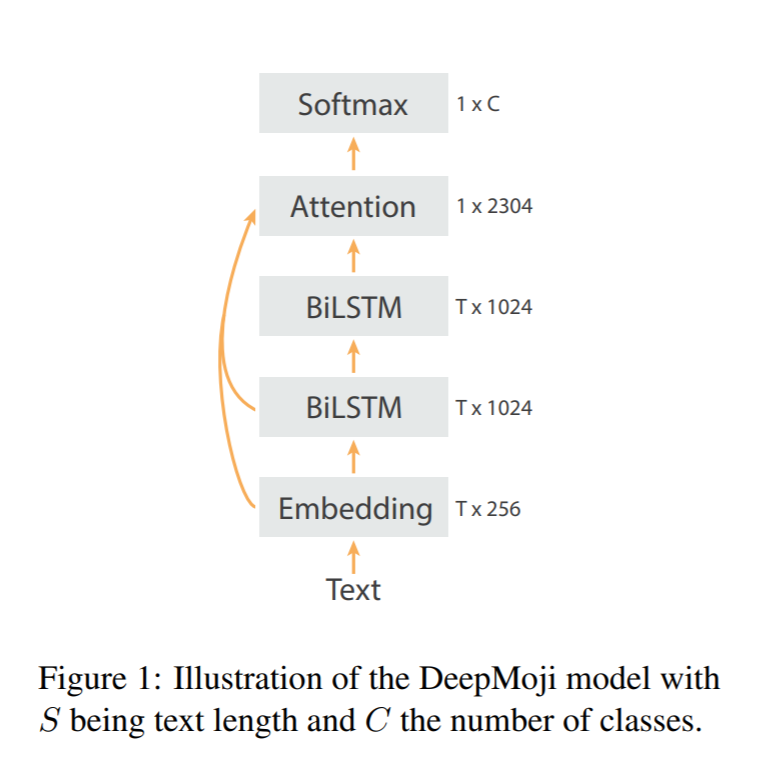 Softmax 1 x C
Attention 1 x 2304
BiLSTM T x 1024
BiLSTM T x 1024
Embedding T x 256
Text
Figure 1: Illustration of the DeepMoji model with
S being text length and C the number of classes.